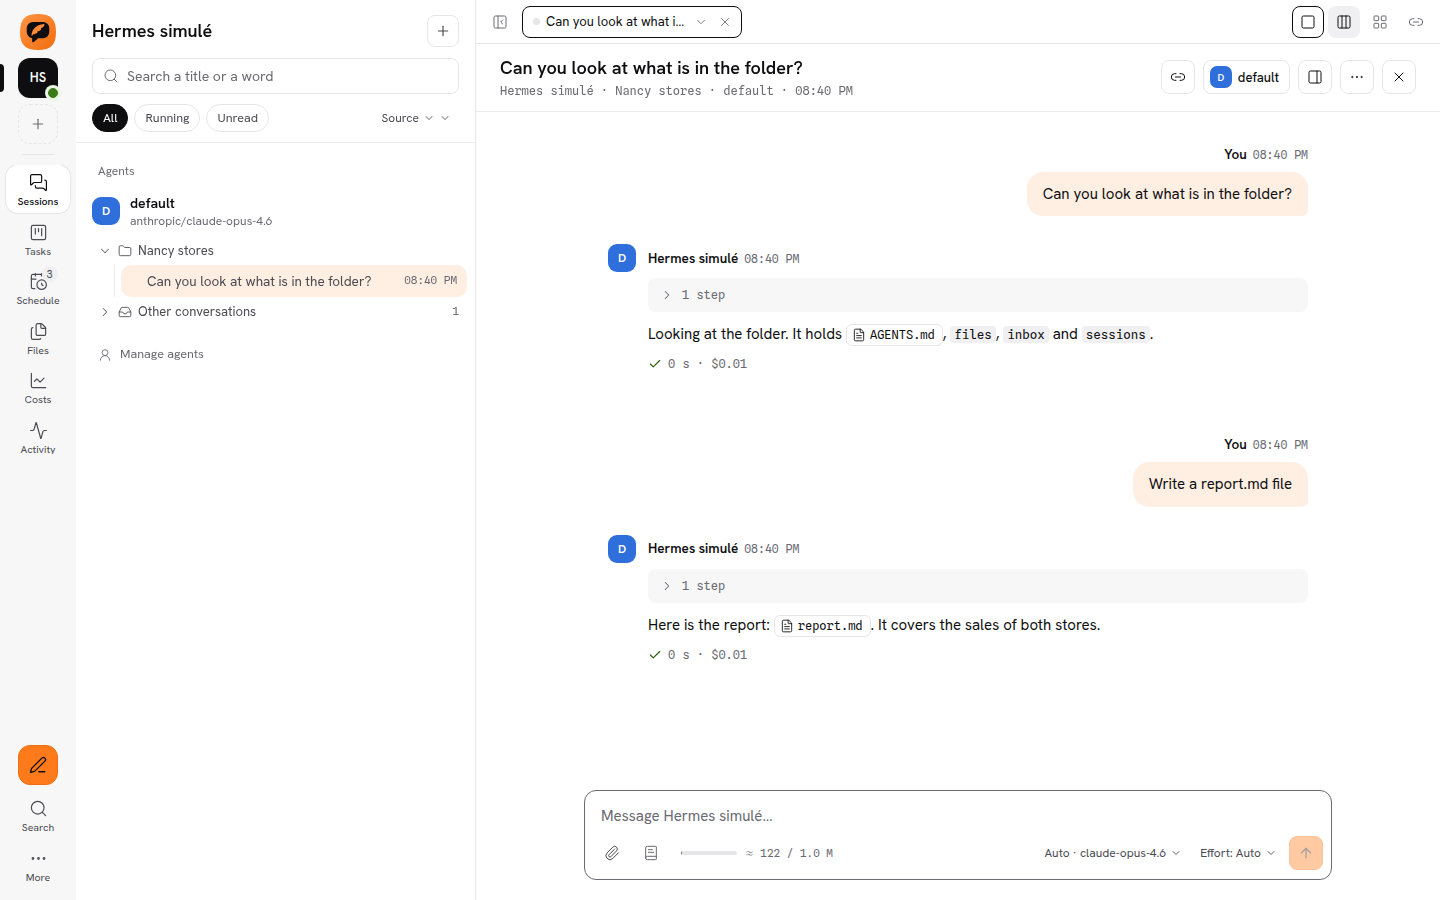 HS
Sessions
Tasks
3
Schedule
Files
Costs
Activity
Search
More
Hermes simulé
Search a title or a word
All
Running
Unread
Source
Agents
D
default
anthropic/claude-opus-4.6
Nancy stores
Can you look at what is in the folder? 08:40 PM
Other conversations 1
Manage agents
Can you look at what i...
Can you look at what is in the folder?
Hermes simulé · Nancy stores · default · 08:40 PM
D default
You 08:40 PM
Can you look at what is in the folder?
D Hermes simulé 08:40 PM
1 step
Looking at the folder. It holds AGENTS.md, files, inbox and sessions.
0 s · $0.01
You 08:40 PM
Write a report.md file
D Hermes simulé 08:40 PM
1 step
Here is the report: report.md. It covers the sales of both stores.
0 s · $0.01
Message Hermes simulé...
≈ 122 / 1.0 M
Auto · claude-opus-4.6
Effort: Auto